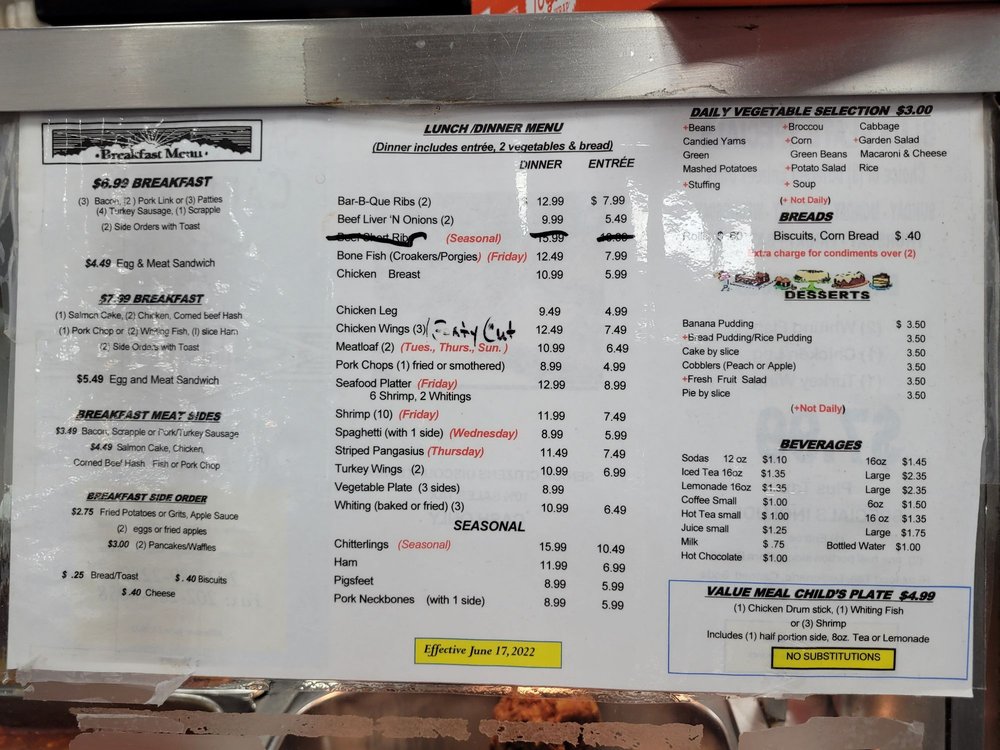 Breakfast Menu
$6.99 BREAKFAST
(3) Bacon, (2) Pork Link or (3) Patties
(4) Turkey Sausage, (1) Scrapple
(2) Side Orders with Toast
$4.49 Egg & Meat Sandwich
$7.99 BREAKFAST
(1) Salmon Cake, (2) Chicken, Corned beef Hash
(1) Pork Chop or (2) Whiting Fish, (I) slice Ham
(2) Side Orders with Toast
$5.49 Egg and Meat Sandwich
BREAKFAST MEAT SIDES
$3.49 Bacon, Scrapple or Pork/Turkey Sausage
$4.49 Salmon Cake, Chicken,
Corned Beef Hash Fish or Pork Chop
BREAKFAST SIDE ORDER
$2.75 Fried Potatoes or Grits, Apple Sauce
(2) eggs or fried apples
$3.00 (2) Pancakes/Waffles
$ .25 Bread/Toast $ .40 Biscuits
$ .40 Cheese
LUNCH /DINNER MENU
(Dinner includes entrée, 2 vegetables & bread)
DINNER ENTRÉE
Bar-B-Que Ribs (2) 12.99 $ 7.99
Beef Liver 'N Onions (2) 9.99 5.49
Beef Short Ribs (Seasonal) 15.99
Bone Fish (Croakers/Porgies) (Friday) 12.49 7.99
Chicken Breast 10.99 5.99
Chicken Leg 9.49 4.99
Chicken Wings (3) Party Cut 12.49 7.49
Meatloaf (2) (Tues., Thurs., Sun. ) 10.99 6.49
Pork Chops (1 fried or smothered) 8.99 4.99
Seafood Platter (Friday) 12.99 8.99
6 Shrimp, 2 Whitings
Shrimp (10) (Friday) 11.99 7.49
Spaghetti (with 1 side) (Wednesday) 8.99 5.99
Striped Pangasius (Thursday) 11.49 7.49
Turkey Wings (2) 10.99 6.99
Vegetable Plate (3 sides) 8.99
Whiting (baked or fried) (3) 10.99 6.49
SEASONAL
Chitterlings (Seasonal) 15.99 10.49
Ham 11.99 6.99
Pigsfeet 8.99 5.99
Pork Neckbones (with 1 side) 8.99 5.99
Effective June 17, 2022
DAILY VEGETABLE SELECTION $3.00
+Beans +Broccou Cabbage
Candied Yams +Corn +Garden Salad
Green Green Beans Macaroni & Cheese
Mashed Potatoes +Potato Salad Rice
+Stuffing + Soup
(+ Not Daily)
BREADS
Rolls $ .60 Biscuits, Corn Bread $ .40
Extra charge for condiments over (2)
DESSERTS
Banana Pudding $ 3.50
+Bread Pudding/Rice Pudding 3.50
Cake by slice 3.50
Cobblers (Peach or Apple) 3.50
+Fresh Fruit Salad 3.50
Pie by slice 3.50
(+Not Daily)
BEVERAGES
Sodas 12 oz $1.10 16oz $1.45
Iced Tea 16oz $1.35 Large $2.35
Lemonade 16oz $1.35 Large $2.35
Coffee Small $1.00 6oz $1.50
Hot Tea small $ 1.00 16 oz $1.35
Juice small $1.25 Large $1.75
Milk $ .75 Bottled Water $1.00
Hot Chocolate $1.00
VALUE MEAL CHILD'S PLATE $4.99
(1) Chicken Drum stick, (1) Whiting Fish
or (3) Shrimp
Includes (1) half portion side, 8oz. Tea or Lemonade
NO SUBSTITUTIONS